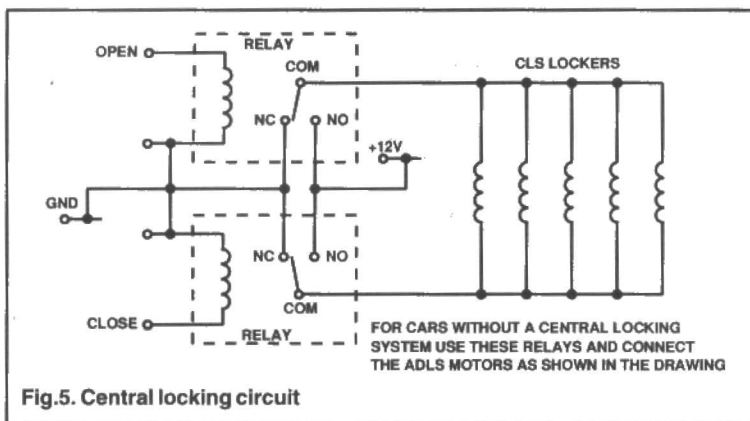 OPEN
RELAY
COM
CLS LOCKERS
NC
NO
+12V
GND
NC
NO
COM
CLOSE
RELAY
FOR CARS WITHOUT A CENTRAL LOCKING
SYSTEM USE THESE RELAYS AND CONNECT
THE ADLS MOTORS AS SHOWN IN THE DRAWING
Fig.5. Central locking circuit